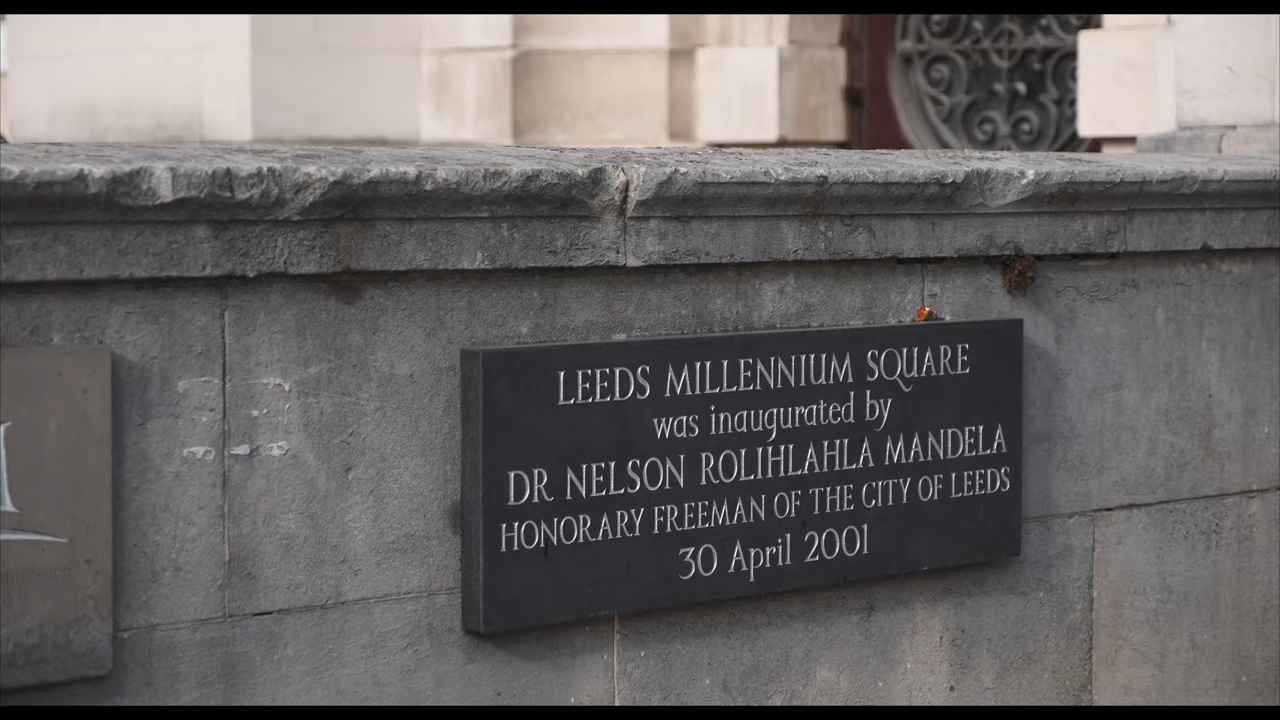 LEEDS MILLENNIUM SQUARE
was inaugurated by
DR NELSON ROLIHLAHLA MANDELA
HONORARY FREEMAN OF THE CITY OF LEEDS
30 April 2001